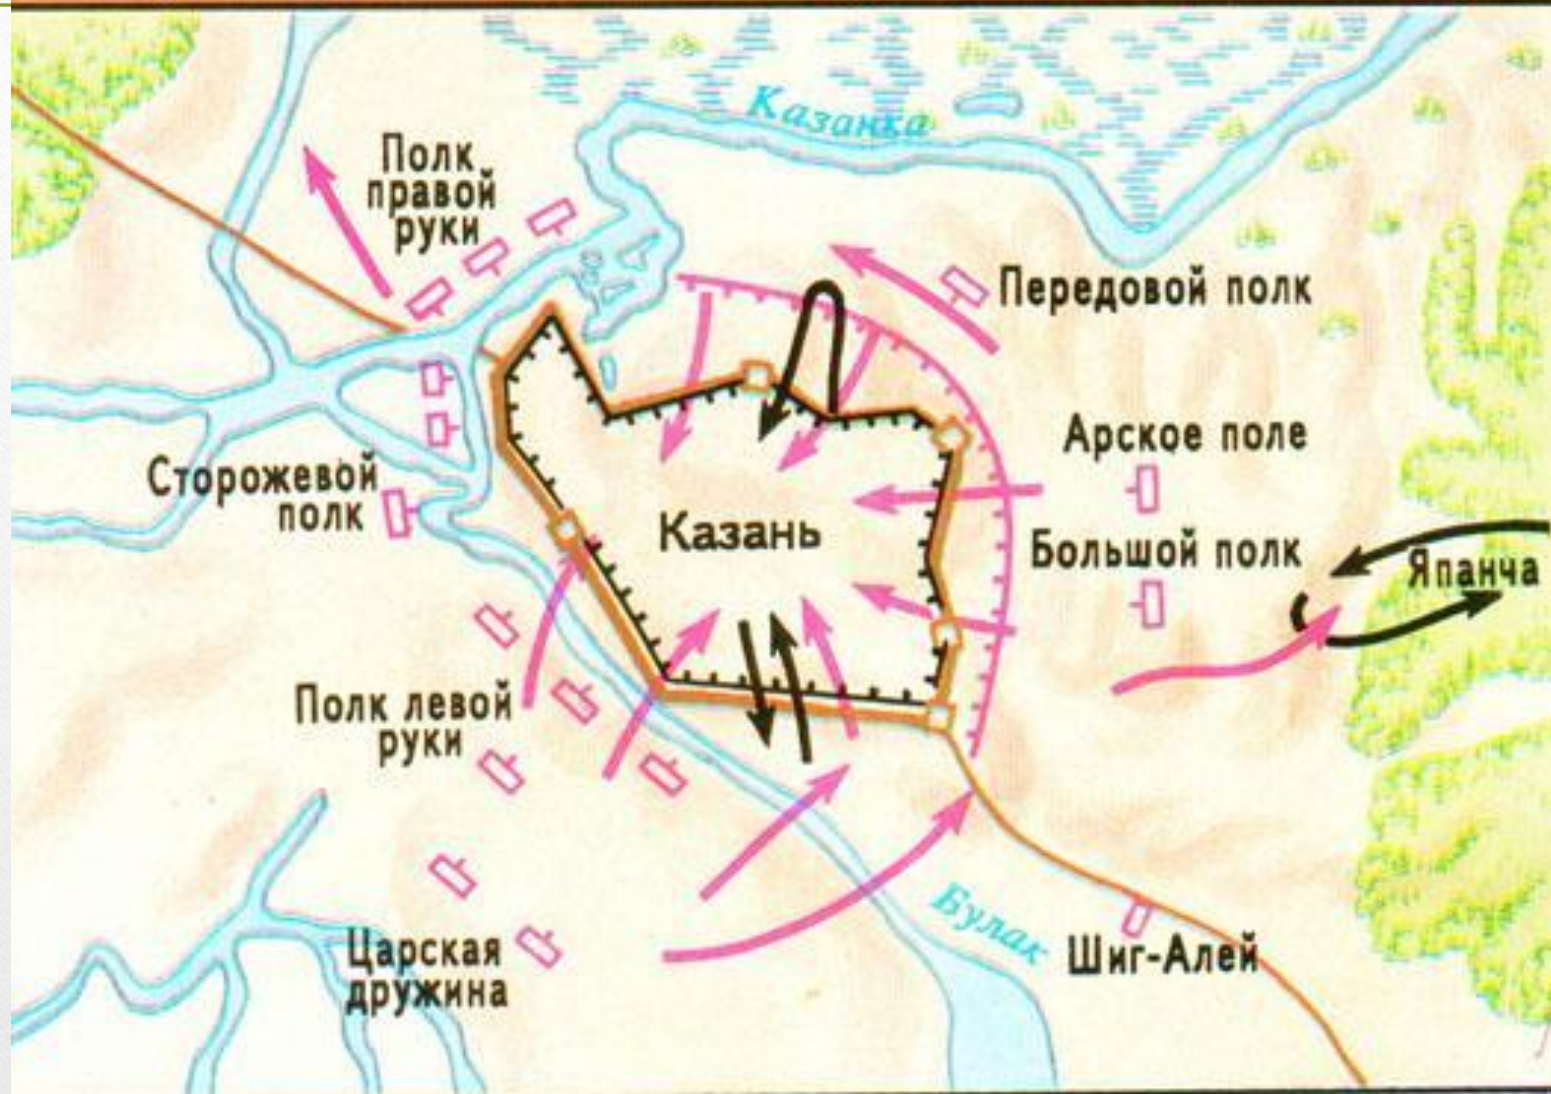 Казанка
Полк
правой
руки
Передовой полк
Арское поле
Сторожевой
полк
Казань
Большой полк
Япанча
Полк левой
руки
Булак
Царская
дружина
Шиг-Алей